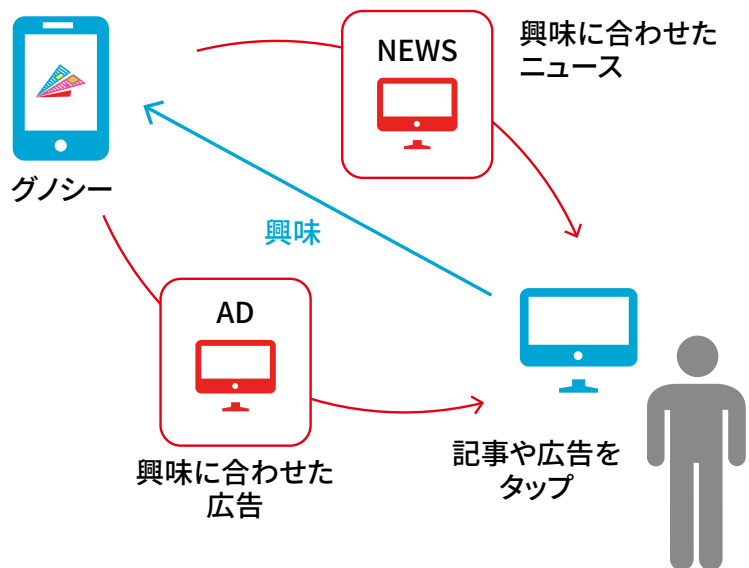 NEWS
興味に合わせた
ニュース
グノシー
興味
AD
興味に合わせた
広告
記事や広告を
タップ